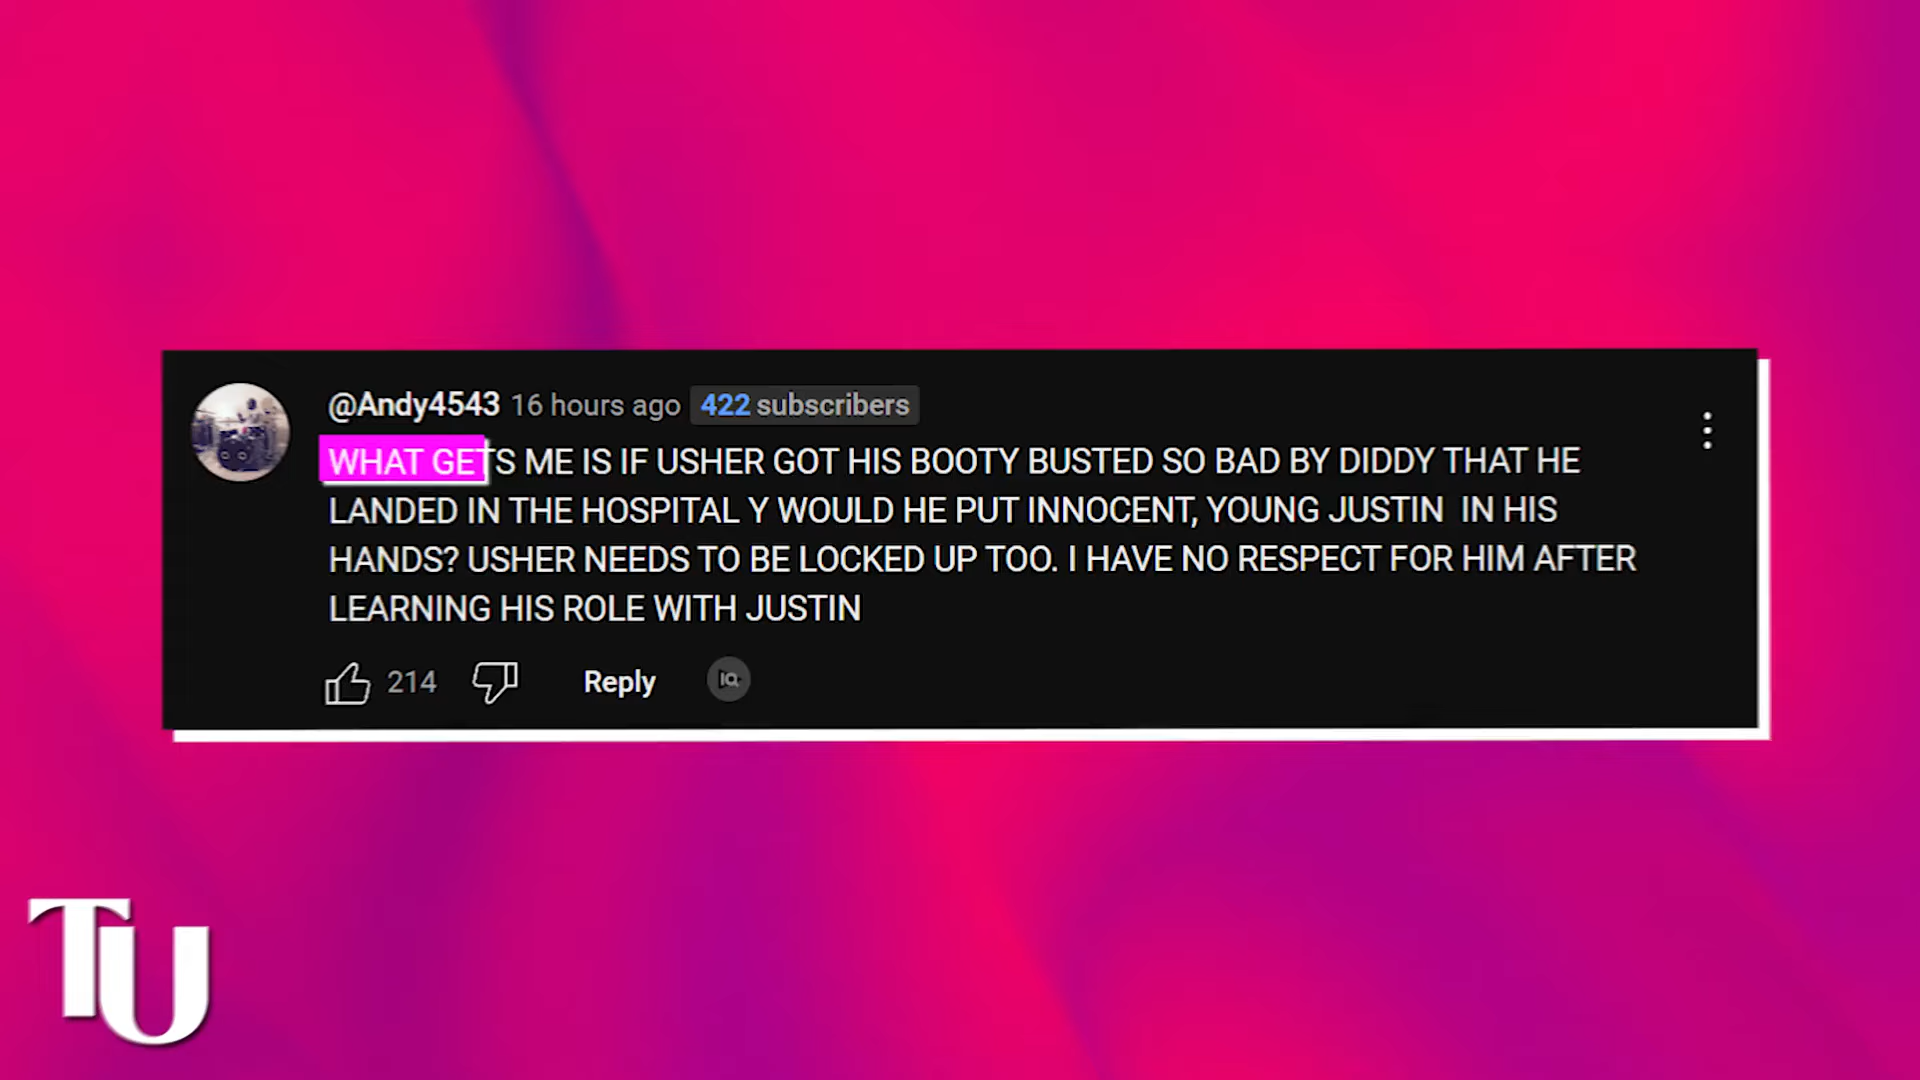 @Andy4543 16 hours ago 422 subscribers
WHAT GETS ME IS IF USHER GOT HIS BOOTY BUSTED SO BAD BY DIDDY THAT HE
LANDED IN THE HOSPITAL Y WOULD HE PUT INNOCENT, YOUNG JUSTIN IN HIS
HANDS? USHER NEEDS TO BE LOCKED UP TOO. I HAVE NO RESPECT FOR HIM AFTER
LEARNING HIS ROLE WITH JUSTIN
214 Reply IQ
TU